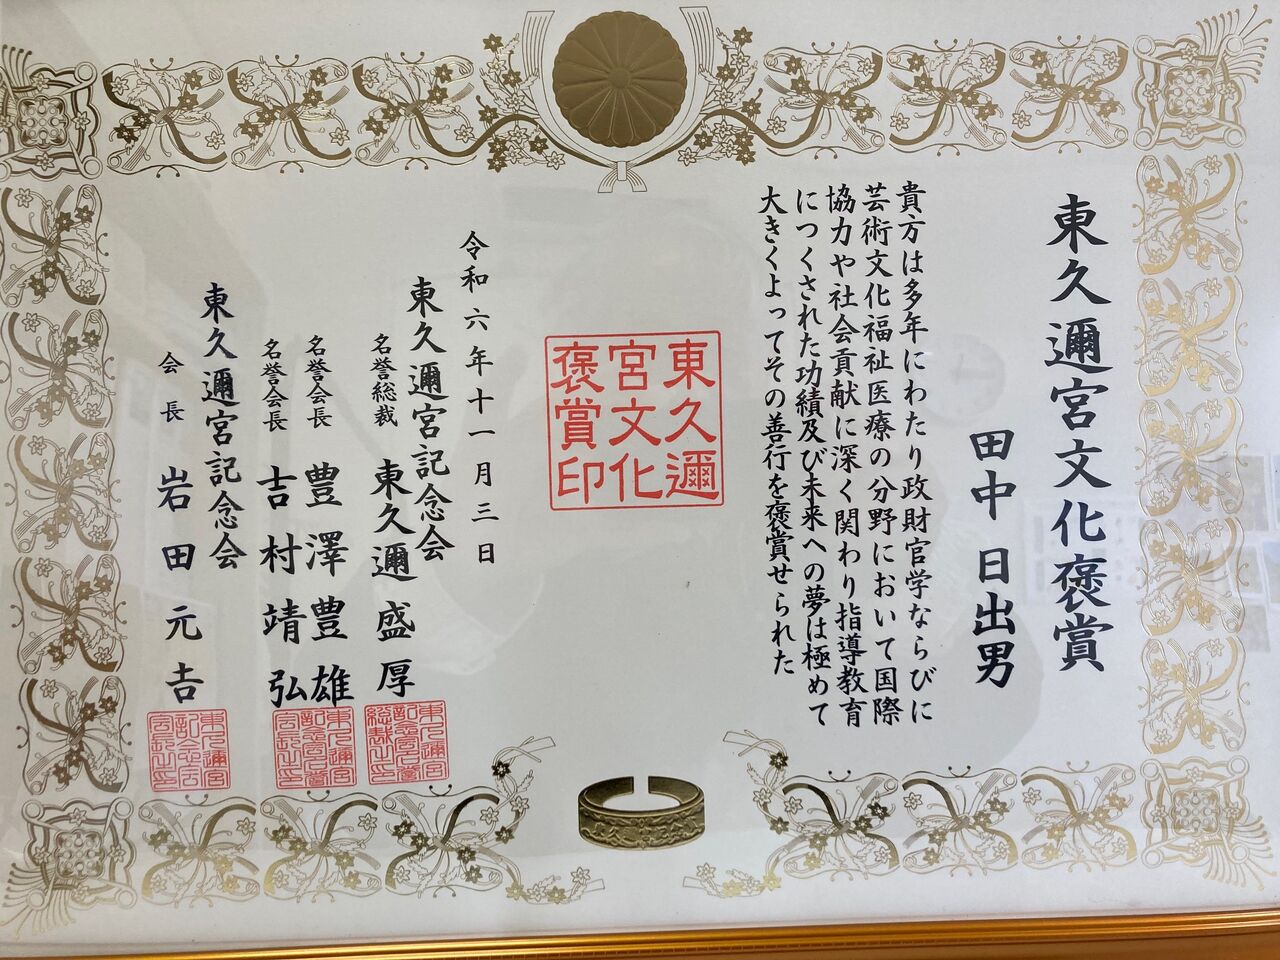 東久邇宮文化褒賞
田中日出男
貴方は多年にわたり政財官学ならびに
芸術文化福祉医療の分野において国際
協力や社会貢献に深く関わり指導教育
につくされた功績及び未来への夢は極めて
大きくよってその善行を褒賞せられた
東久邇
宮文化
褒賞印
令和六年十一月三日
東久邇宮記念会
名誉総裁 東久邇盛厚
名誉会長 豊澤豊雄
名誉会長 吉村靖弘
東久邇宮記念会
会長 岩田元吉